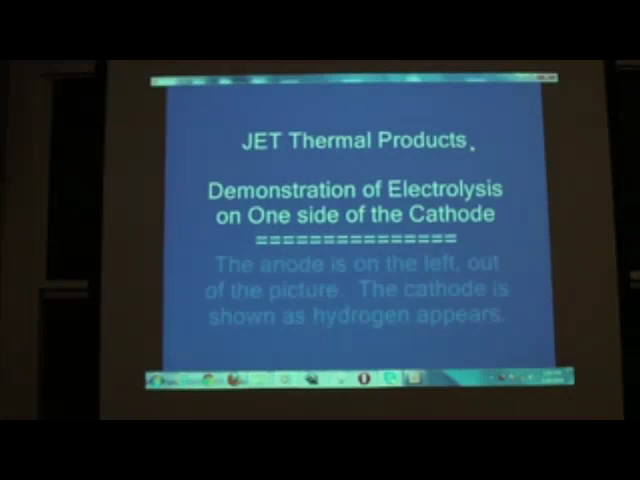 JET Thermal Products.
Demonstration of Electrolysis
on One side of the Cathode
===============
The anode is on the left, out
of the picture. The cathode is
shown as hydrogen appears.